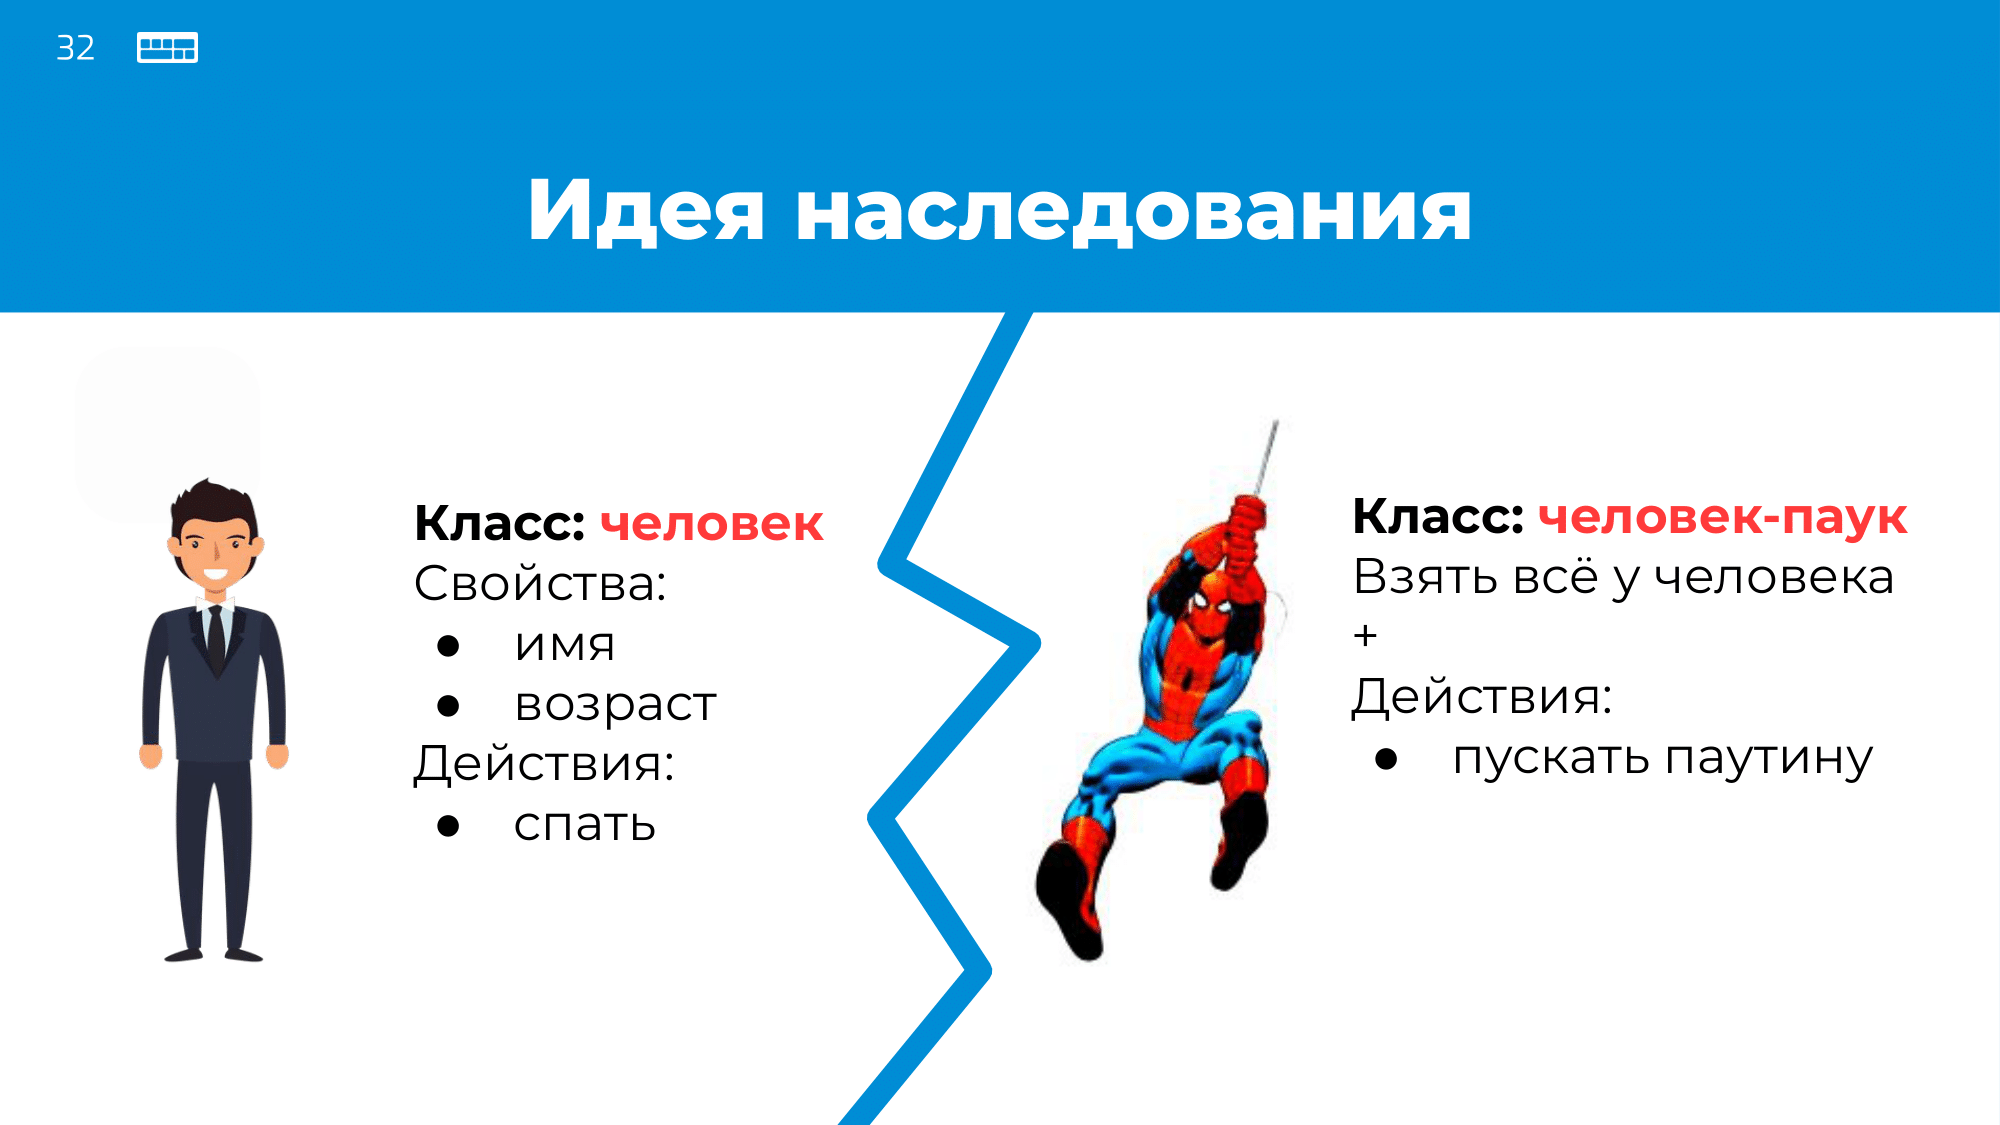 32
Идея наследования
Класс: человек
Свойства:
● имя
● возраст
Действия:
● спать
Класс: человек-паук
Взять всё у человека
+
Действия:
● пускать паутину